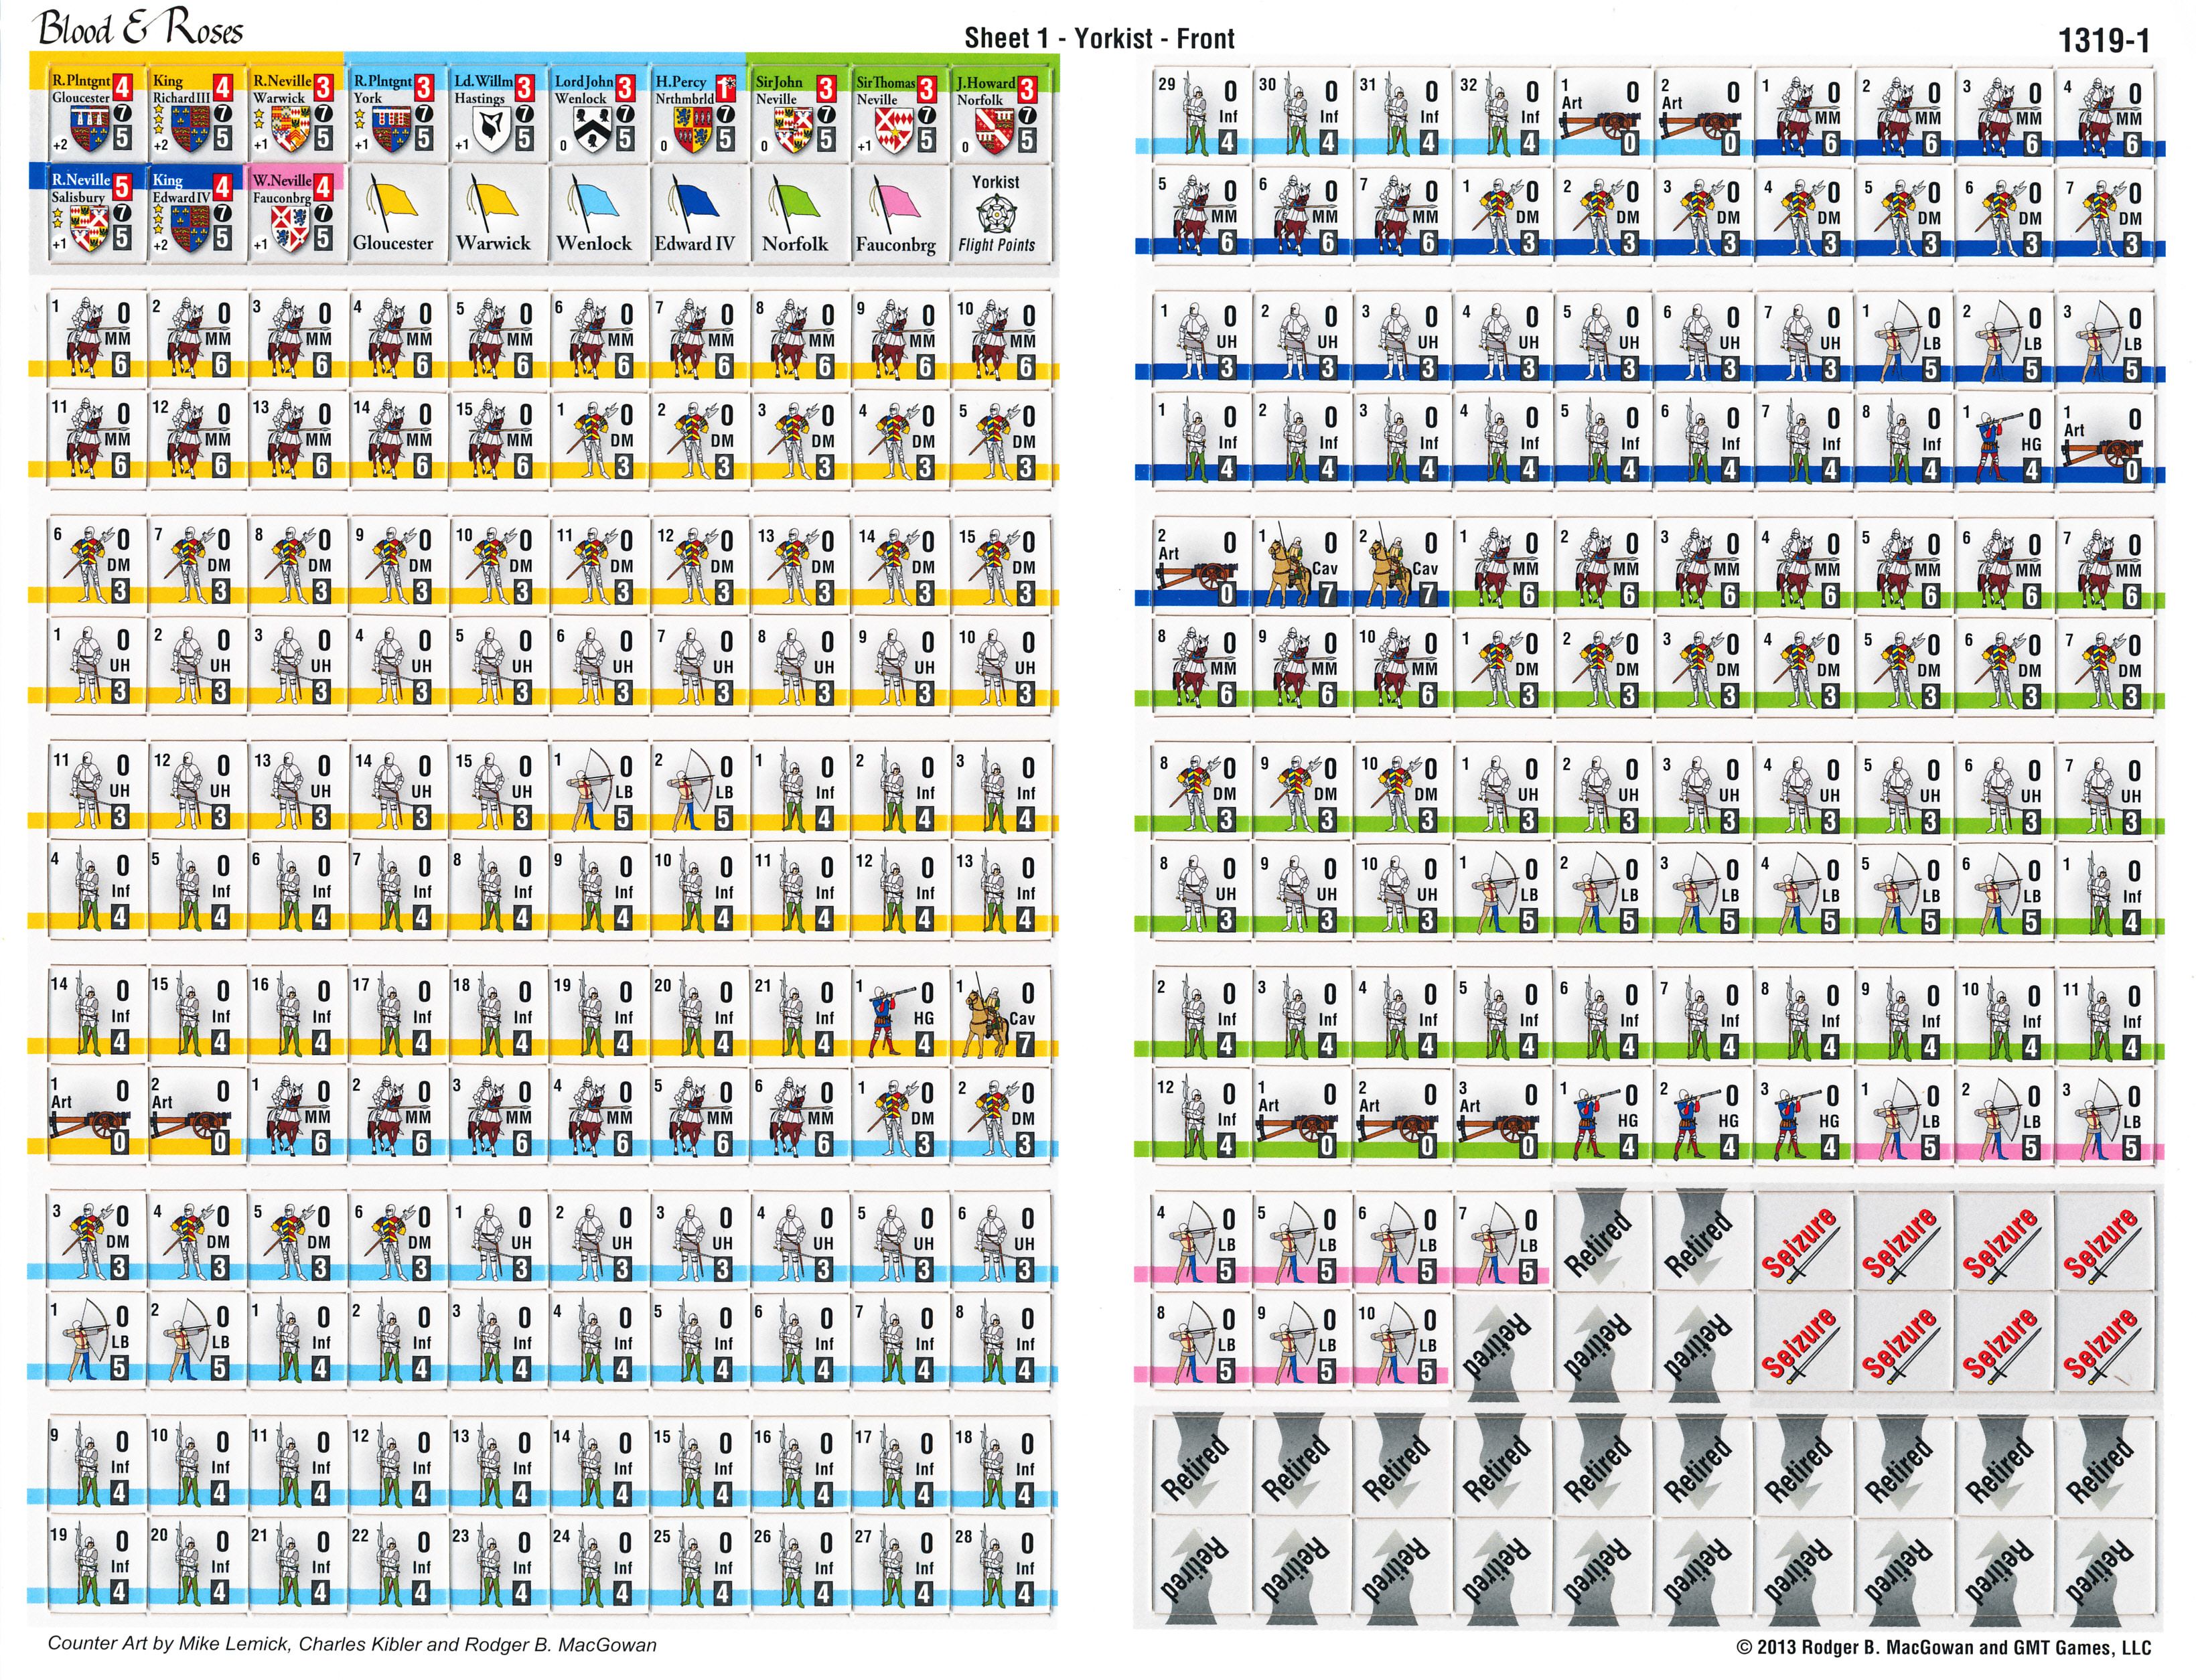 Blood & Roses
Sheet 1 - Yorkist - Front
1319-1
R.Plntgnt 4 King 4 R.Neville 3 R.Plntgnt 3 Ld.Willm 3 LordJohn 3 H.Percy 1* SirJohn 3 SirThomas 3 J.Howard 3
Gloucester 7 Richard III 7 Warwick 7 York 7 Hastings 7 Wenlock 7 Nrthmbrld 7 Neville 7 Neville 7 Norfolk 7
+2 5 +2 5 +1 5 +1 5 +1 5 0 5 0 5 0 5 +1 5 0 5
R.Neville 5 King 4 W.Neville 4 Yorkist
Salisbury 7 Edward IV 7 Fauconbrg 7
+1 5 +2 5 +1 5 Gloucester Warwick Wenlock Edward IV Norfolk Fauconbrg Flight Points
1 0 2 0 3 0 4 0 5 0 6 0 7 0 8 0 9 0 10 0
MM MM MM MM MM MM MM MM MM MM
6 6 6 6 6 6 6 6 6 6
11 0 12 0 13 0 14 0 15 0 1 0 2 0 3 0 4 0 5 0
MM MM MM MM MM DM DM DM DM DM
6 6 6 6 6 3 3 3 3 3
6 0 7 0 8 0 9 0 10 0 11 0 12 0 13 0 14 0 15 0
DM DM DM DM DM DM DM DM DM DM
3 3 3 3 3 3 3 3 3 3
1 0 2 0 3 0 4 0 5 0 6 0 7 0 8 0 9 0 10 0
UH UH UH UH UH UH UH UH UH UH
3 3 3 3 3 3 3 3 3 3
11 0 12 0 13 0 14 0 15 0 1 0 2 0 1 0 2 0 3 0
UH UH UH UH UH LB LB Inf Inf Inf
3 3 3 3 3 5 5 4 4 4
4 0 5 0 6 0 7 0 8 0 9 0 10 0 11 0 12 0 13 0
Inf Inf Inf Inf Inf Inf Inf Inf Inf Inf
4 4 4 4 4 4 4 4 4 4
14 0 15 0 16 0 17 0 18 0 19 0 20 0 21 0 1 0 1 0
Inf Inf Inf Inf Inf Inf Inf Inf HG Cav
4 4 4 4 4 4 4 4 4 7
1 0 2 0 1 0 2 0 3 0 4 0 5 0 6 0 1 0 2 0
Art Art MM MM MM MM MM MM DM DM
0 0 6 6 6 6 6 6 3 3
3 0 4 0 5 0 6 0 1 0 2 0 3 0 4 0 5 0 6 0
DM DM DM DM UH UH UH UH UH UH
3 3 3 3 3 3 3 3 3 3
1 0 2 0 1 0 2 0 3 0 4 0 5 0 6 0 7 0 8 0
LB LB Inf Inf Inf Inf Inf Inf Inf Inf
5 5 4 4 4 4 4 4 4 4
9 0 10 0 11 0 12 0 13 0 14 0 15 0 16 0 17 0 18 0
Inf Inf Inf Inf Inf Inf Inf Inf Inf Inf
4 4 4 4 4 4 4 4 4 4
19 0 20 0 21 0 22 0 23 0 24 0 25 0 26 0 27 0 28 0
Inf Inf Inf Inf Inf Inf Inf Inf Inf Inf
4 4 4 4 4 4 4 4 4 4
29 0 30 0 31 0 32 0 1 0 2 0 1 0 2 0 3 0 4 0
Inf Inf Inf Inf Art Art MM MM MM MM
4 4 4 4 0 0 6 6 6 6
5 0 6 0 7 0 1 0 2 0 3 0 4 0 5 0 6 0 7 0
MM MM MM DM DM DM DM DM DM DM
6 6 6 3 3 3 3 3 3 3
1 0 2 0 3 0 4 0 5 0 6 0 7 0 1 0 2 0 3 0
UH UH UH UH UH UH UH LB LB LB
3 3 3 3 3 3 3 5 5 5
1 0 2 0 3 0 4 0 5 0 6 0 7 0 8 0 1 0 1 0
Inf Inf Inf Inf Inf Inf Inf Inf HG Art
4 4 4 4 4 4 4 4 4 0
2 0 1 0 2 0 1 0 2 0 3 0 4 0 5 0 6 0 7 0
Art Cav Cav MM MM MM MM MM MM MM
0 7 7 6 6 6 6 6 6 6
8 0 9 0 10 0 1 0 2 0 3 0 4 0 5 0 6 0 7 0
MM MM MM DM DM DM DM DM DM DM
6 6 6 3 3 3 3 3 3 3
8 0 9 0 10 0 1 0 2 0 3 0 4 0 5 0 6 0 7 0
DM DM DM UH UH UH UH UH UH UH
3 3 3 3 3 3 3 3 3 3
8 0 9 0 10 0 1 0 2 0 3 0 4 0 5 0 6 0 1 0
UH UH UH LB LB LB LB LB LB Inf
3 3 3 5 5 5 5 5 5 4
2 0 3 0 4 0 5 0 6 0 7 0 8 0 9 0 10 0 11 0
Inf Inf Inf Inf Inf Inf Inf Inf Inf Inf
4 4 4 4 4 4 4 4 4 4
12 0 1 0 2 0 3 0 1 0 2 0 3 0 1 0 2 0 3 0
Inf Art Art Art HG HG HG LB LB LB
4 0 0 0 4 4 4 5 5 5
4 0 5 0 6 0 7 0
LB LB LB LB Retired Retired Seizure Seizure Seizure Seizure
5 5 5 5
8 0 9 0 10 0
LB LB LB Retired Retired Retired Seizure Seizure Seizure Seizure
5 5 5
Retired Retired Retired Retired Retired Retired Retired Retired Retired Retired
Retired Retired Retired Retired Retired Retired Retired Retired Retired Retired
Counter Art by Mike Lemick, Charles Kibler and Rodger B. MacGowan
© 2013 Rodger B. MacGowan and GMT Games, LLC